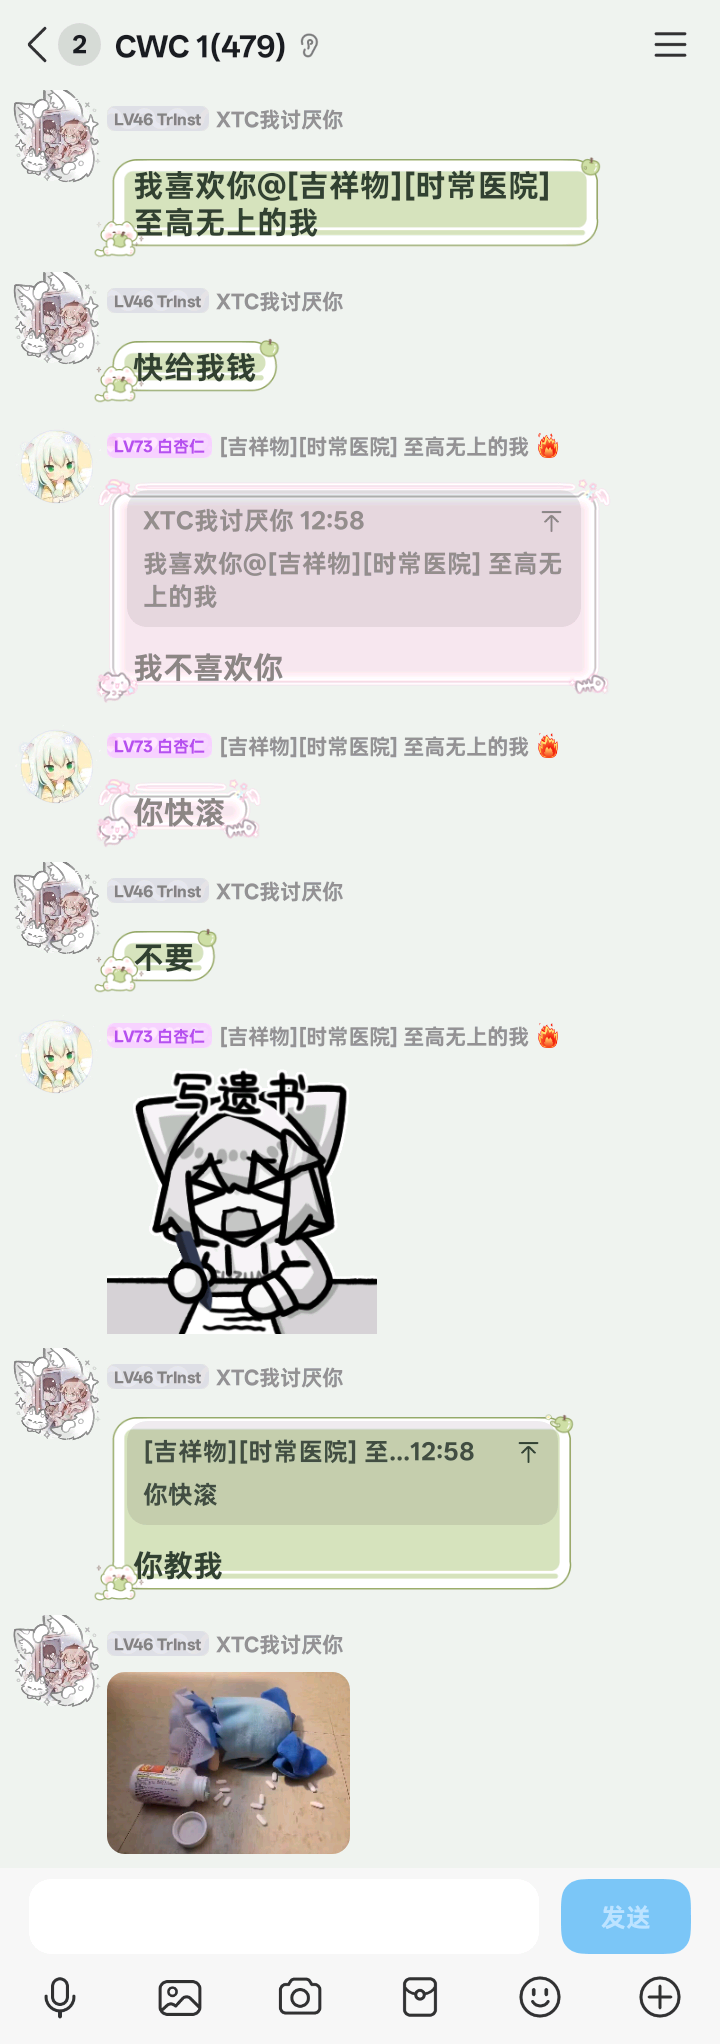 2 CWC 1(479)
LV46 TrInst XTC我讨厌你
我喜欢你@[吉祥物][时常医院]
至高无上的我
LV46 TrInst XTC我讨厌你
快给我钱
LV73 白杏仁 [吉祥物][时常医院] 至高无上的我
XTC我讨厌你 12:58
我喜欢你@[吉祥物][时常医院] 至高无
上的我
我不喜欢你
LV73 白杏仁 [吉祥物][时常医院] 至高无上的我
你快滚
LV46 TrInst XTC我讨厌你
不要
LV73 白杏仁 [吉祥物][时常医院] 至高无上的我
写遗书
LV46 TrInst XTC我讨厌你
[吉祥物][时常医院] 至...12:58
你快滚
你教我
LV46 TrInst XTC我讨厌你
发送